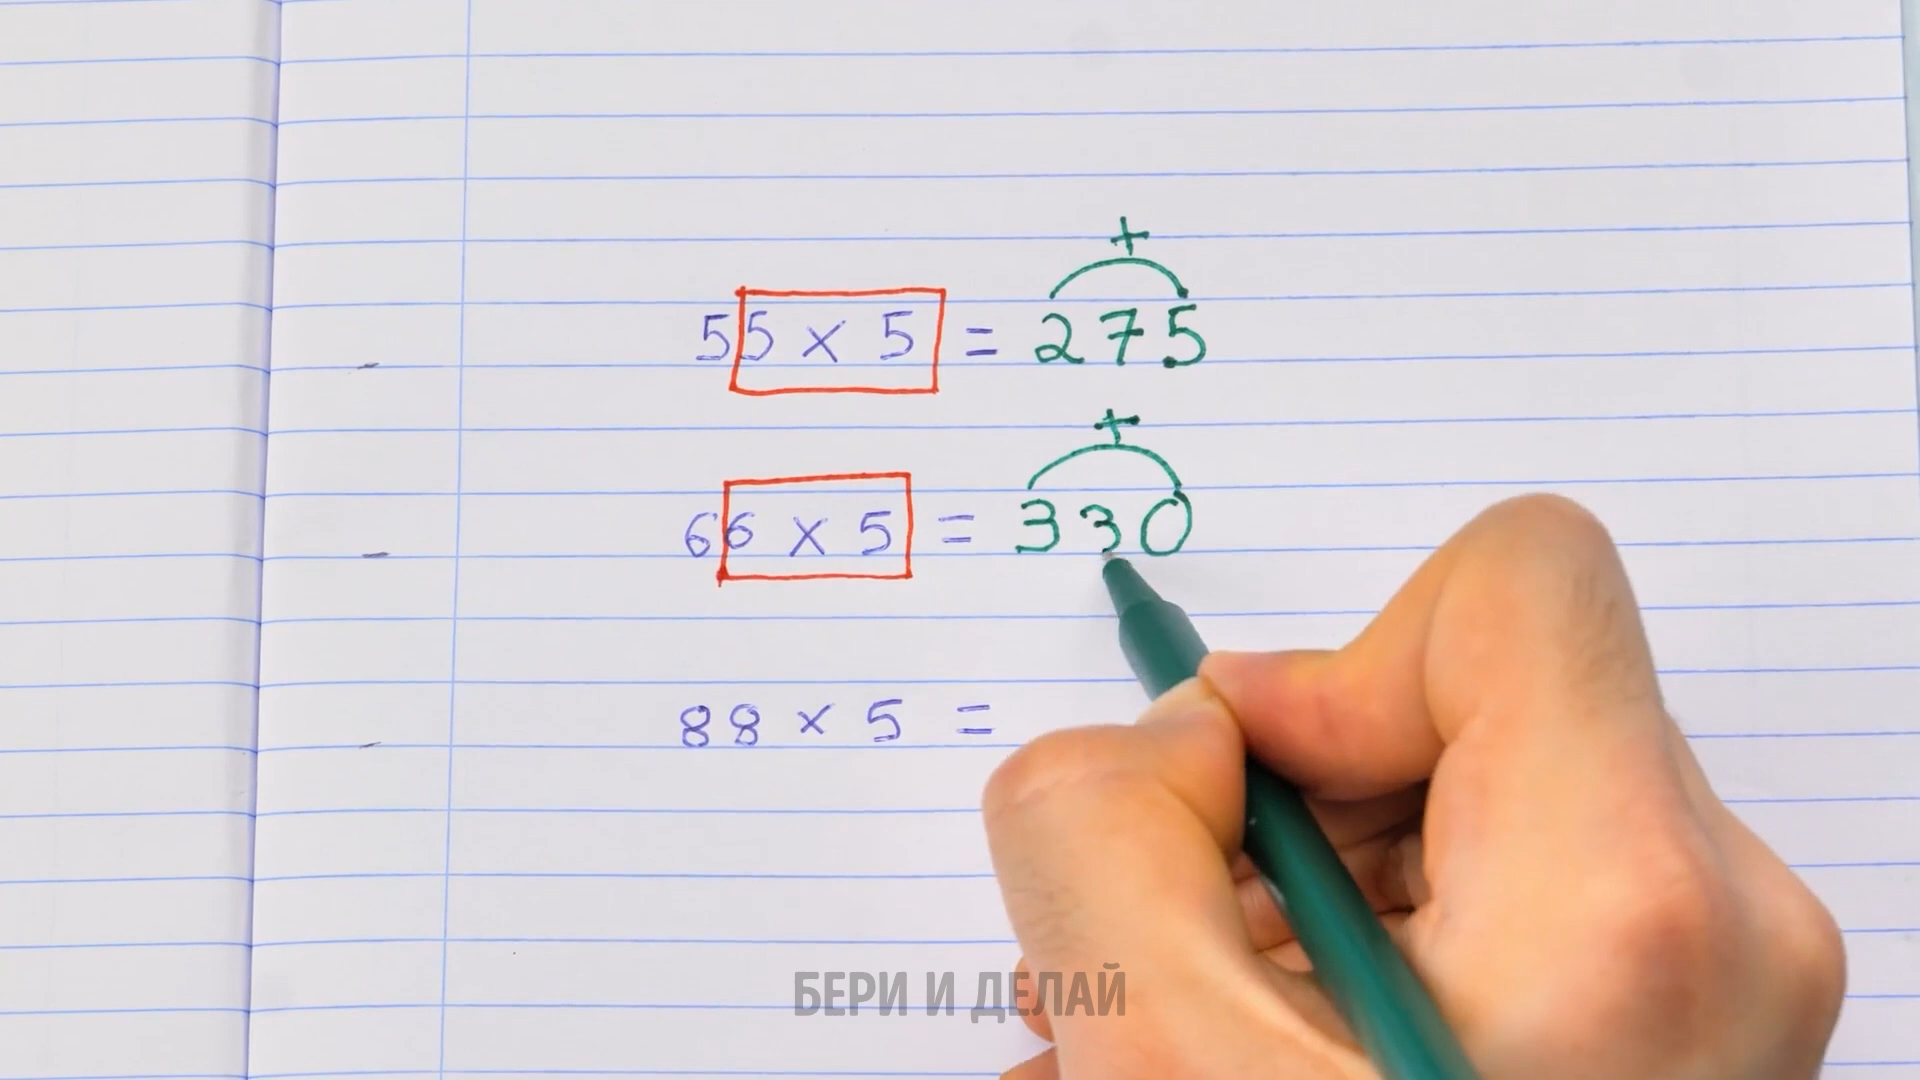 +
55 x 5 = 275
+
66 x 5 = 330
88 x 5 =
БЕРИ И ДЕЛАЙ